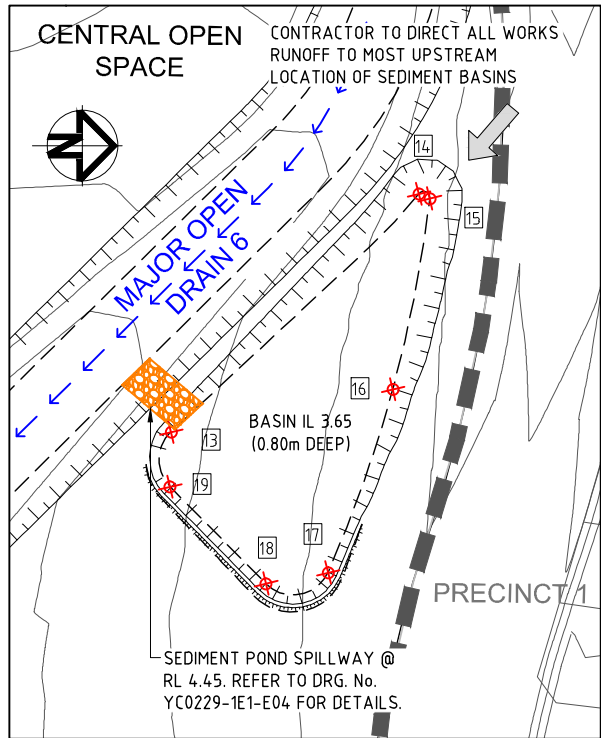 CENTRAL OPEN
SPACE
CONTRACTOR TO DIRECT ALL WORKS
RUNOFF TO MOST UPSTREAM
LOCATION OF SEDIMENT BASINS
N
14
15
MAJOR OPEN
DRAIN 6
16
BASIN IL 3.65
(0.80m DEEP)
13
19
18
17
PRECINCT 1
SEDIMENT POND SPILLWAY @
RL 4.45. REFER TO DRG. No.
YC0229-1E1-E04 FOR DETAILS.